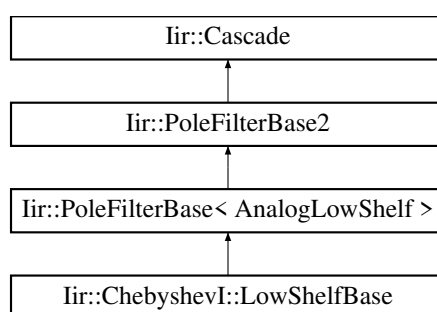 Iir::Cascade
Iir::PoleFilterBase2
Iir::PoleFilterBase< AnalogLowShelf >
Iir::ChebyshevI::LowShelfBase